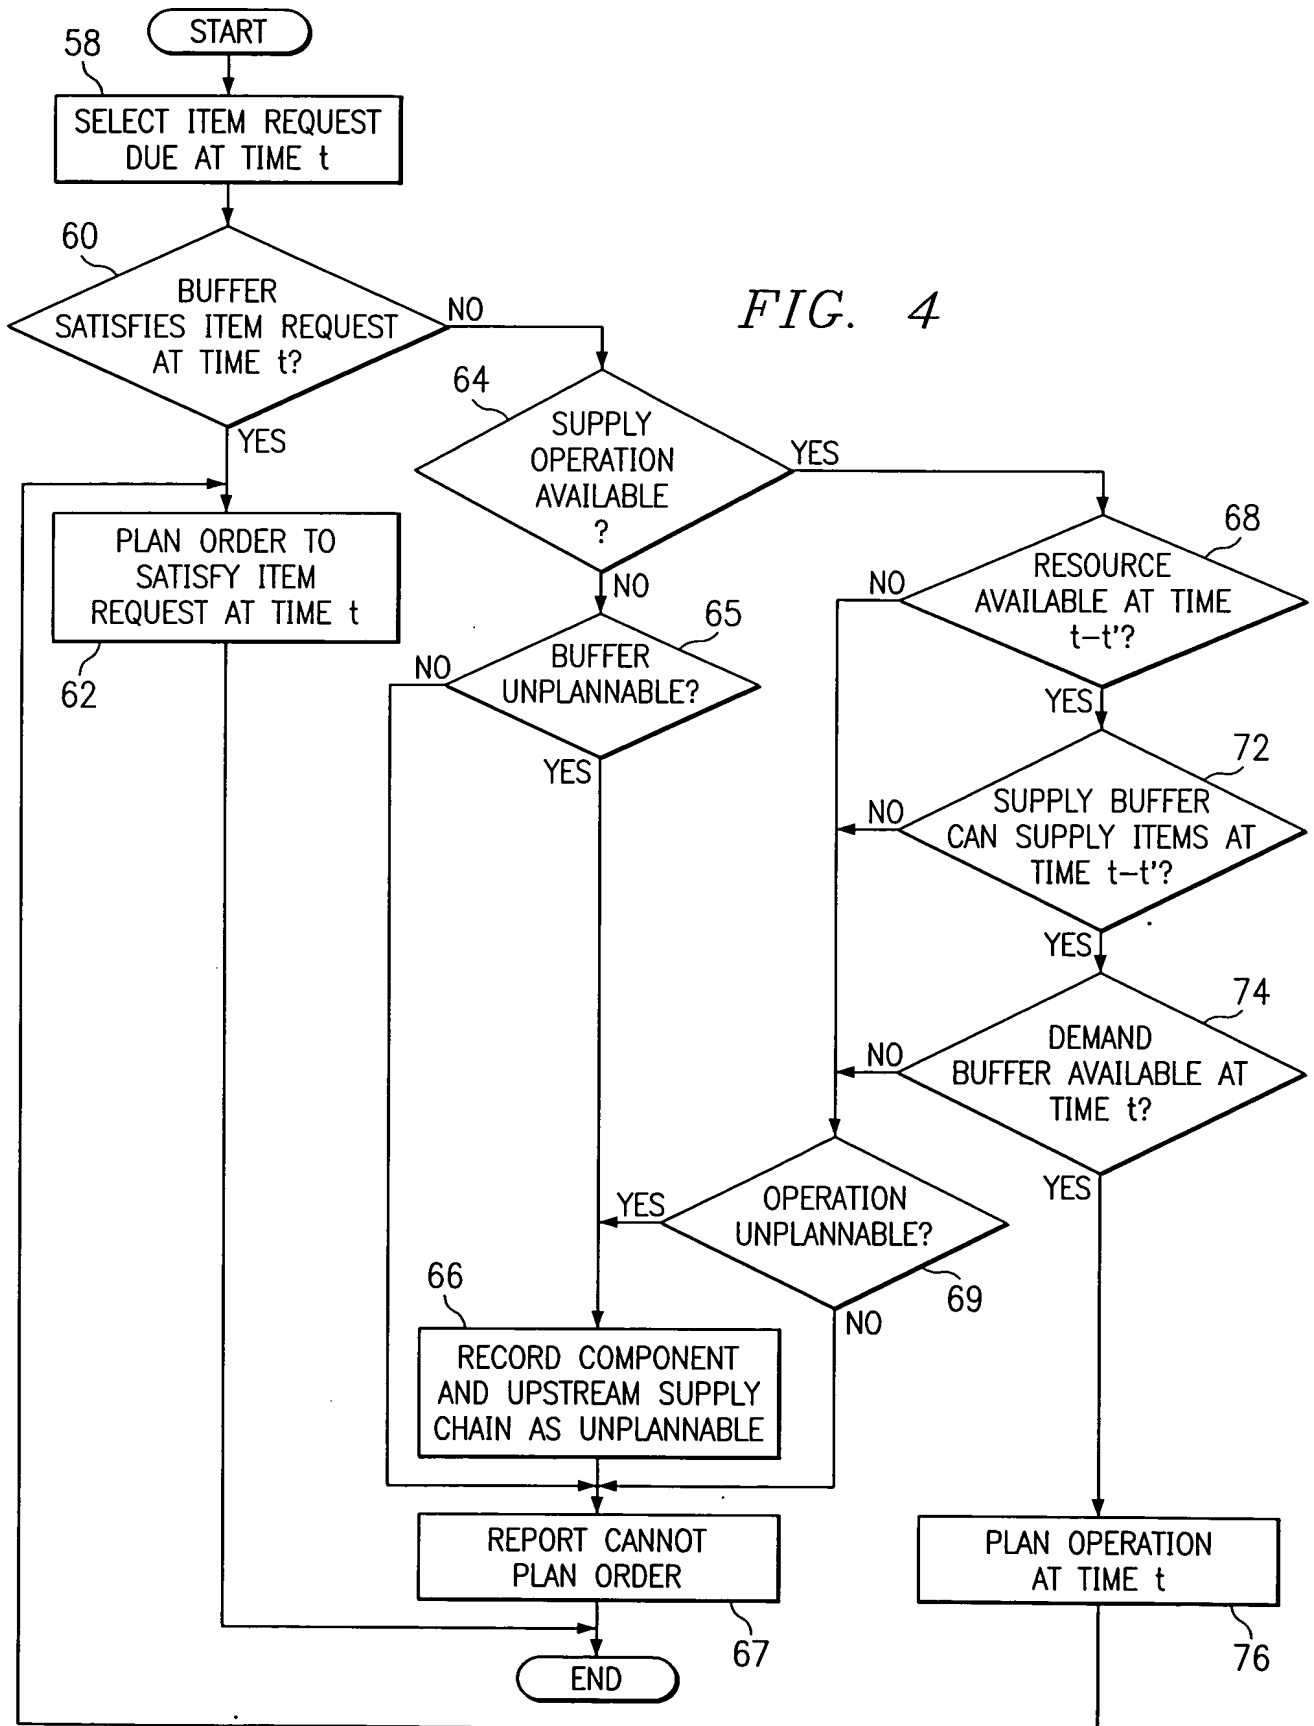 START
58
SELECT ITEM REQUEST
DUE AT TIME t
60
BUFFER
SATISFIES ITEM REQUEST
AT TIME t?
NO
YES
FIG. 4
64
SUPPLY
OPERATION
AVAILABLE
?
YES
NO
PLAN ORDER TO
SATISFY ITEM
REQUEST AT TIME t
62
65
BUFFER
UNPLANNABLE?
NO
YES
68
RESOURCE
AVAILABLE AT TIME
t-t'?
NO
YES
72
SUPPLY BUFFER
CAN SUPPLY ITEMS AT
TIME t-t'?
NO
YES
74
DEMAND
BUFFER AVAILABLE AT
TIME t?
NO
YES
OPERATION
UNPLANNABLE?
YES
69
NO
66
RECORD COMPONENT
AND UPSTREAM SUPPLY
CHAIN AS UNPLANNABLE
REPORT CANNOT
PLAN ORDER
67
PLAN OPERATION
AT TIME t
76
END